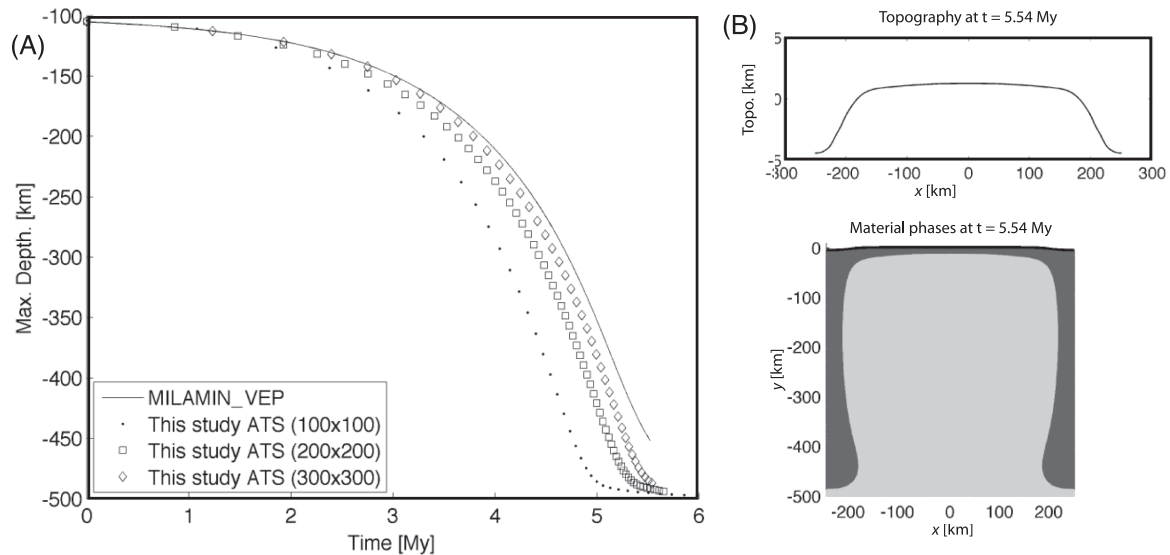 (A)
-100
-150
-200
-250
-300
-350
-400
-450
-500
Max. Depth. [km]
MILAMIN_VEP
This study ATS (100x100)
This study ATS (200x200)
This study ATS (300x300)
0 1 2 3 4 5 6
Time [My]
(B)
Topography at t = 5.54 My
5
0
-5
Topo. [km]
-200 -100 0 100 200 300
x [km]
Material phases at t = 5.54 My
0
-100
-200
-300
-400
-500
y [km]
-200 -100 0 100 200
x [km]